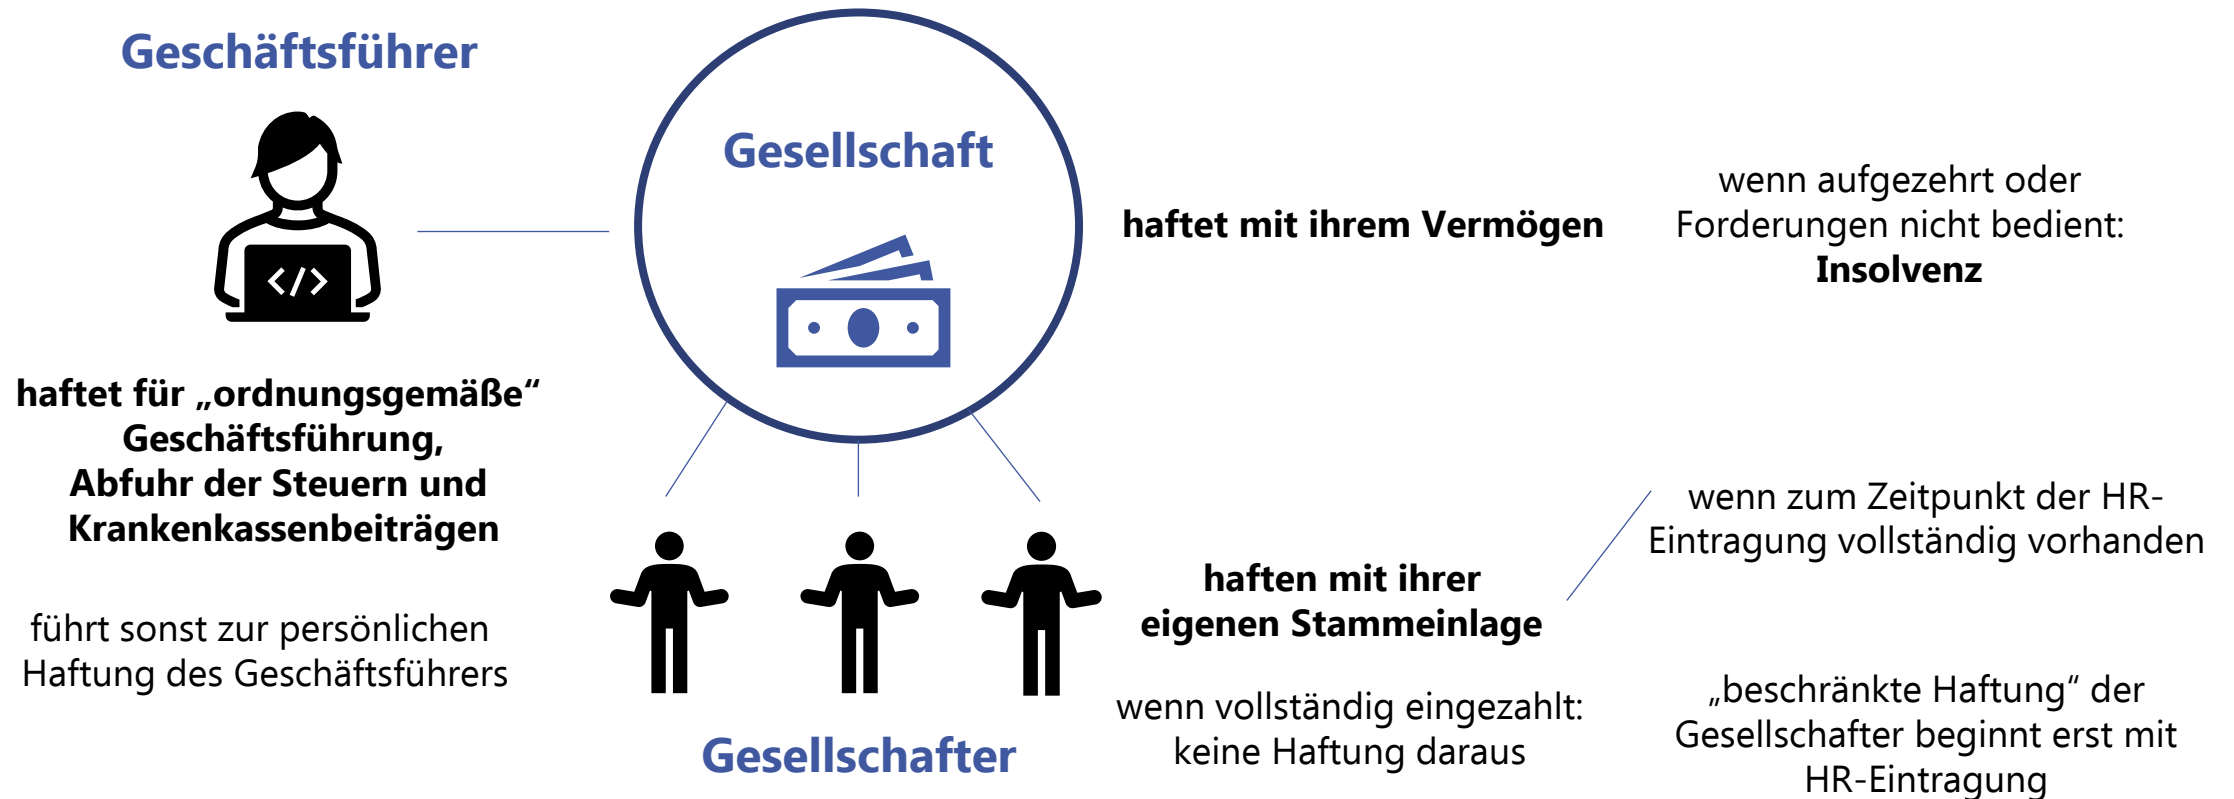 Geschäftsführer
</>
haftet für „ordnungsgemäße“
Geschäftsführung,
Abfuhr der Steuern und
Krankenkassenbeiträgen
führt sonst zur persönlichen
Haftung des Geschäftsführers
Gesellschaft
haftet mit ihrem Vermögen
wenn aufgezehrt oder
Forderungen nicht bedient:
Insolvenz
Gesellschafter
haften mit ihrer
eigenen Stammeinlage
wenn vollständig eingezahlt:
keine Haftung daraus
wenn zum Zeitpunkt der HR-
Eintragung vollständig vorhanden
„beschränkte Haftung“ der
Gesellschafter beginnt erst mit
HR-Eintragung